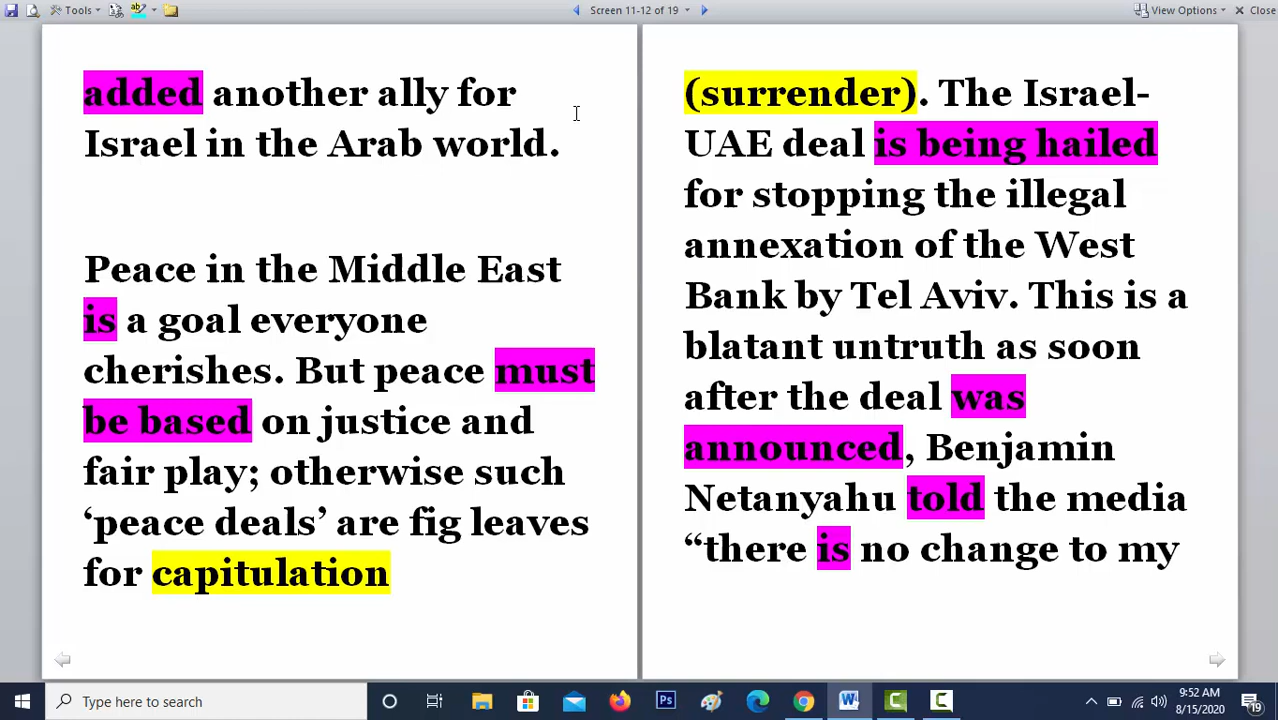 Tools
Screen 11-12 of 19
View Options
Close
added another ally for
Israel in the Arab world.
Peace in the Middle East
is a goal everyone
cherishes. But peace must
be based on justice and
fair play; otherwise such
‘peace deals’ are fig leaves
for capitulation
(surrender). The Israel-
UAE deal is being hailed
for stopping the illegal
annexation of the West
Bank by Tel Aviv. This is a
blatant untruth as soon
after the deal was
announced, Benjamin
Netanyahu told the media
“there is no change to my
Type here to search
Ps
9:52 AM
8/15/2020
19